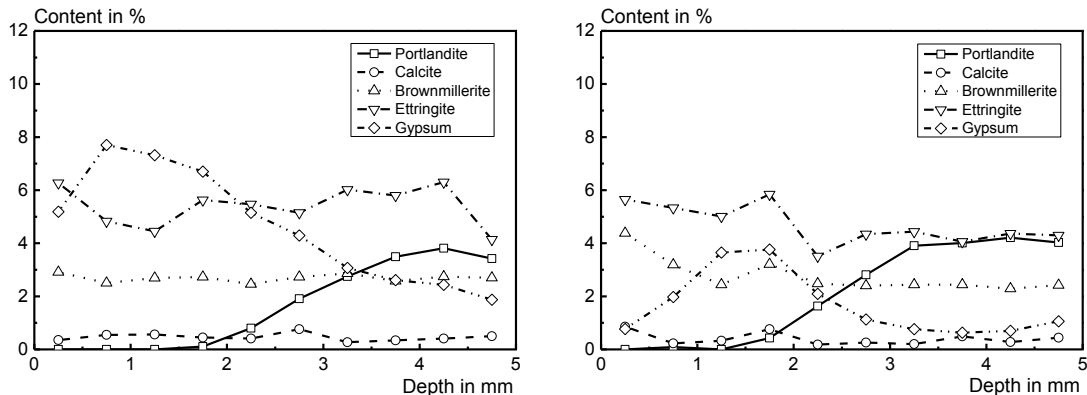 Content in %
12
10
8
6
4
2
0
0 1 2 3 4 5
Depth in mm
Portlandite
Calcite
Brownmillerite
Ettringite
Gypsum
Content in %
12
10
8
6
4
2
0
0 1 2 3 4 5
Depth in mm
Portlandite
Calcite
Brownmillerite
Ettringite
Gypsum